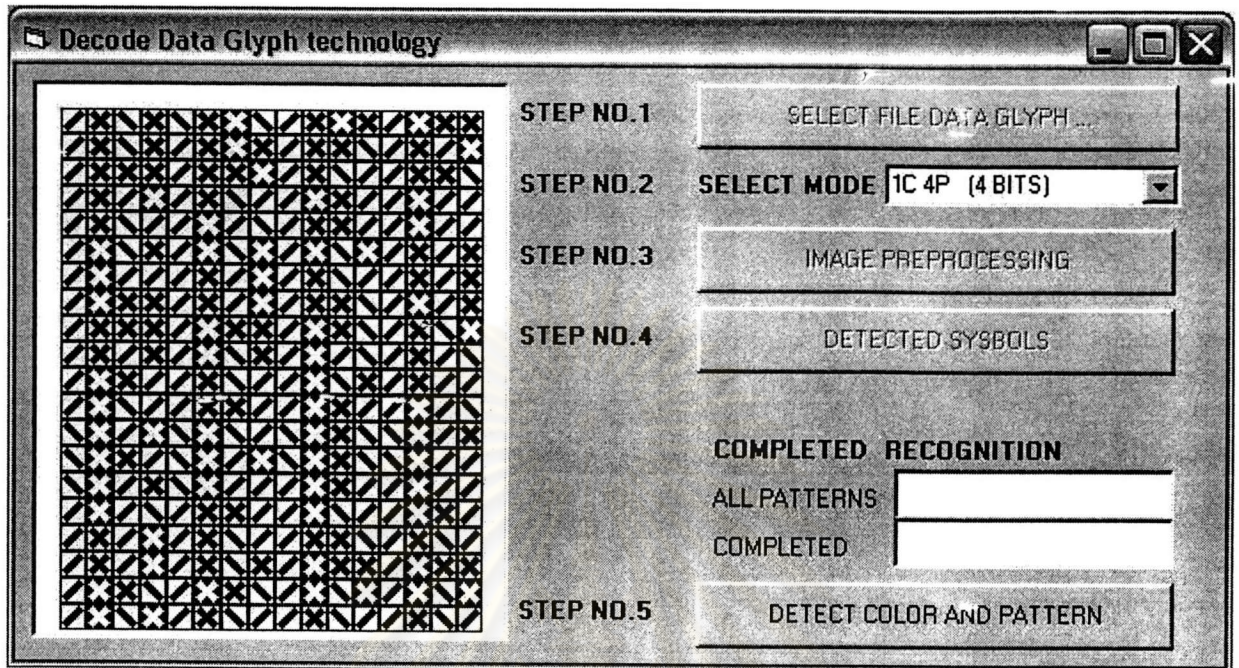 Decode Data Glyph technology
STEP NO.1 SELECT FILE DATA GLYPH ...
STEP NO.2 SELECT MODE 1C 4P (4 BITS)
STEP NO.3 IMAGE PREPROCESSING
STEP NO.4 DETECTED SYSBOLS
COMPLETED RECOGNITION
ALL PATTERNS
COMPLETED
STEP NO.5 DETECT COLOR AND PATTERN